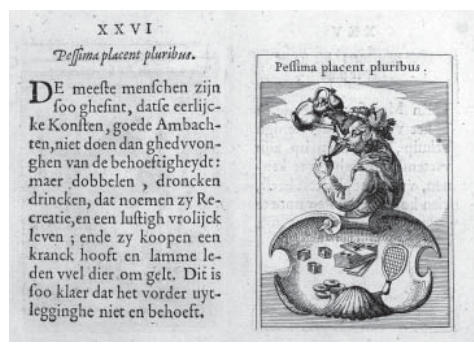 XXVI
Pessima placent pluribus.
DE meeste menschen zijn
soo ghesint, datse eerlijc-
ke Konsten, goede Ambach-
ten, niet doen dan ghedvvon-
ghen van de behoeftigheydt:
maer dobbelen, droncken
drincken, dat noemen zy Re-
creatie, en een lustigh vrolijck
leven; ende zy koopen een
kranck hooft en lamme le-
den vvel dier om gelt. Dit is
soo klaer dat het vorder uyt-
legginghe niet en behoeft.
Pessima placent pluribus.